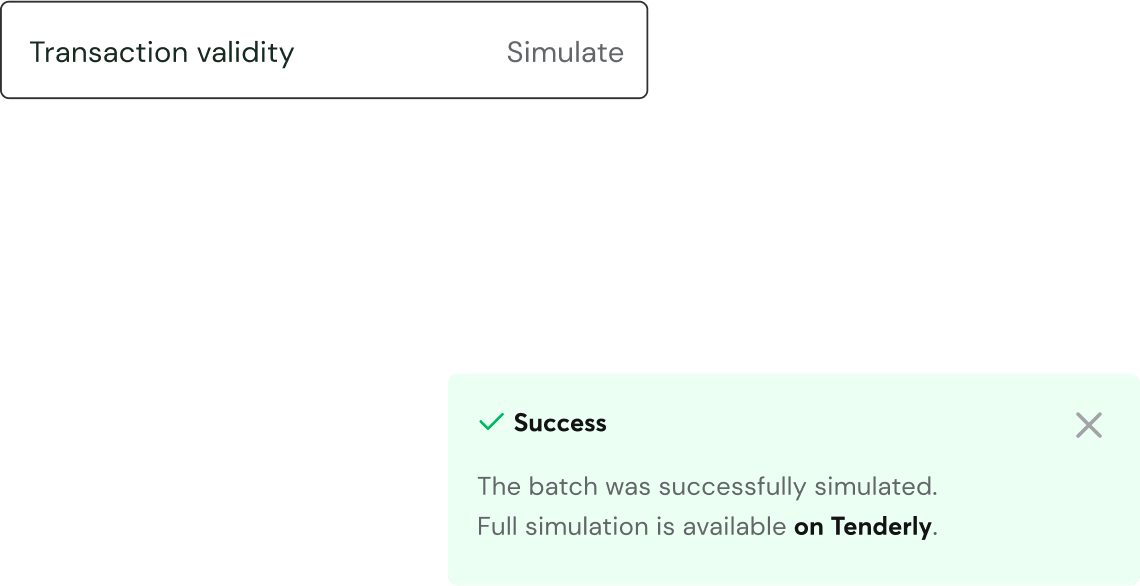 Transaction validity Simulate
Success
The batch was successfully simulated.
Full simulation is available on Tenderly.